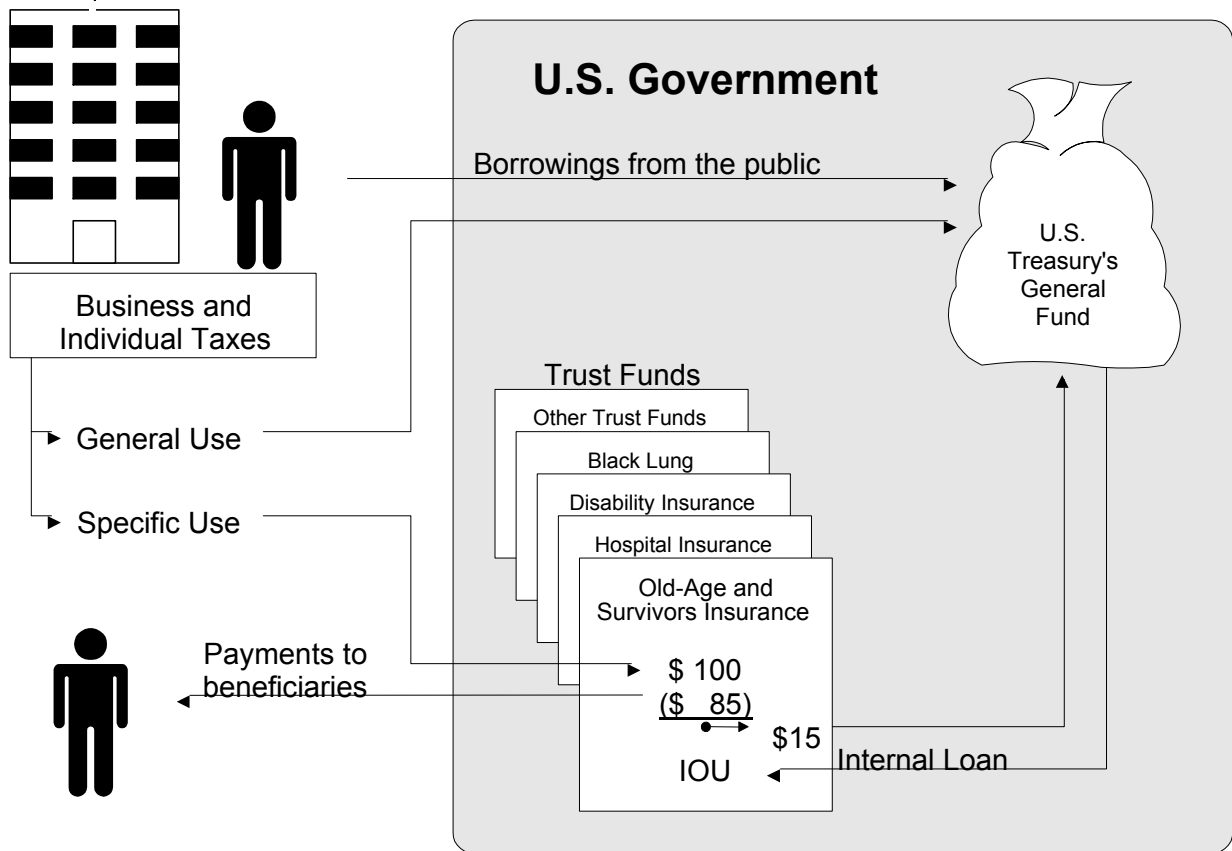 U.S. Government
Borrowings from the public
U.S.
Treasury's
General
Fund
Business and
Individual Taxes
General Use
Specific Use
Trust Funds
Other Trust Funds
Black Lung
Disability Insurance
Hospital Insurance
Old-Age and
Survivors Insurance
Payments to
beneficiaries
$ 100
($ 85)
$15
IOU
Internal Loan